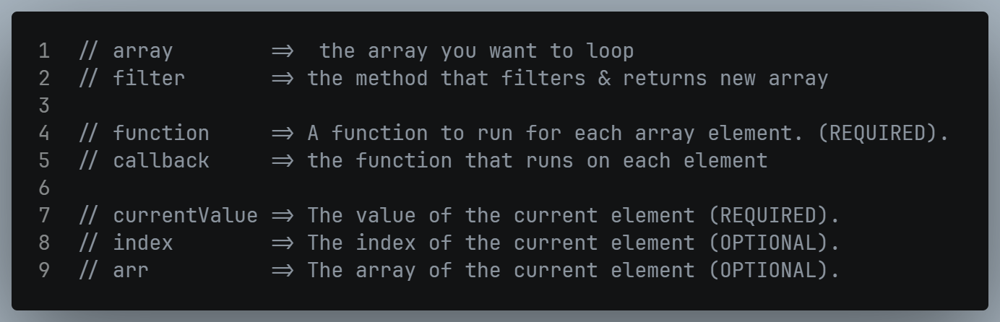 1 // array        =>  the array you want to loop
2 // filter       => the method that filters & returns new array
3
4 // function     => A function to run for each array element. (REQUIRED).
5 // callback     => the function that runs on each element
6
7 // currentValue => The value of the current element (REQUIRED).
8 // index        => The index of the current element (OPTIONAL).
9 // arr          => The array of the current element (OPTIONAL).